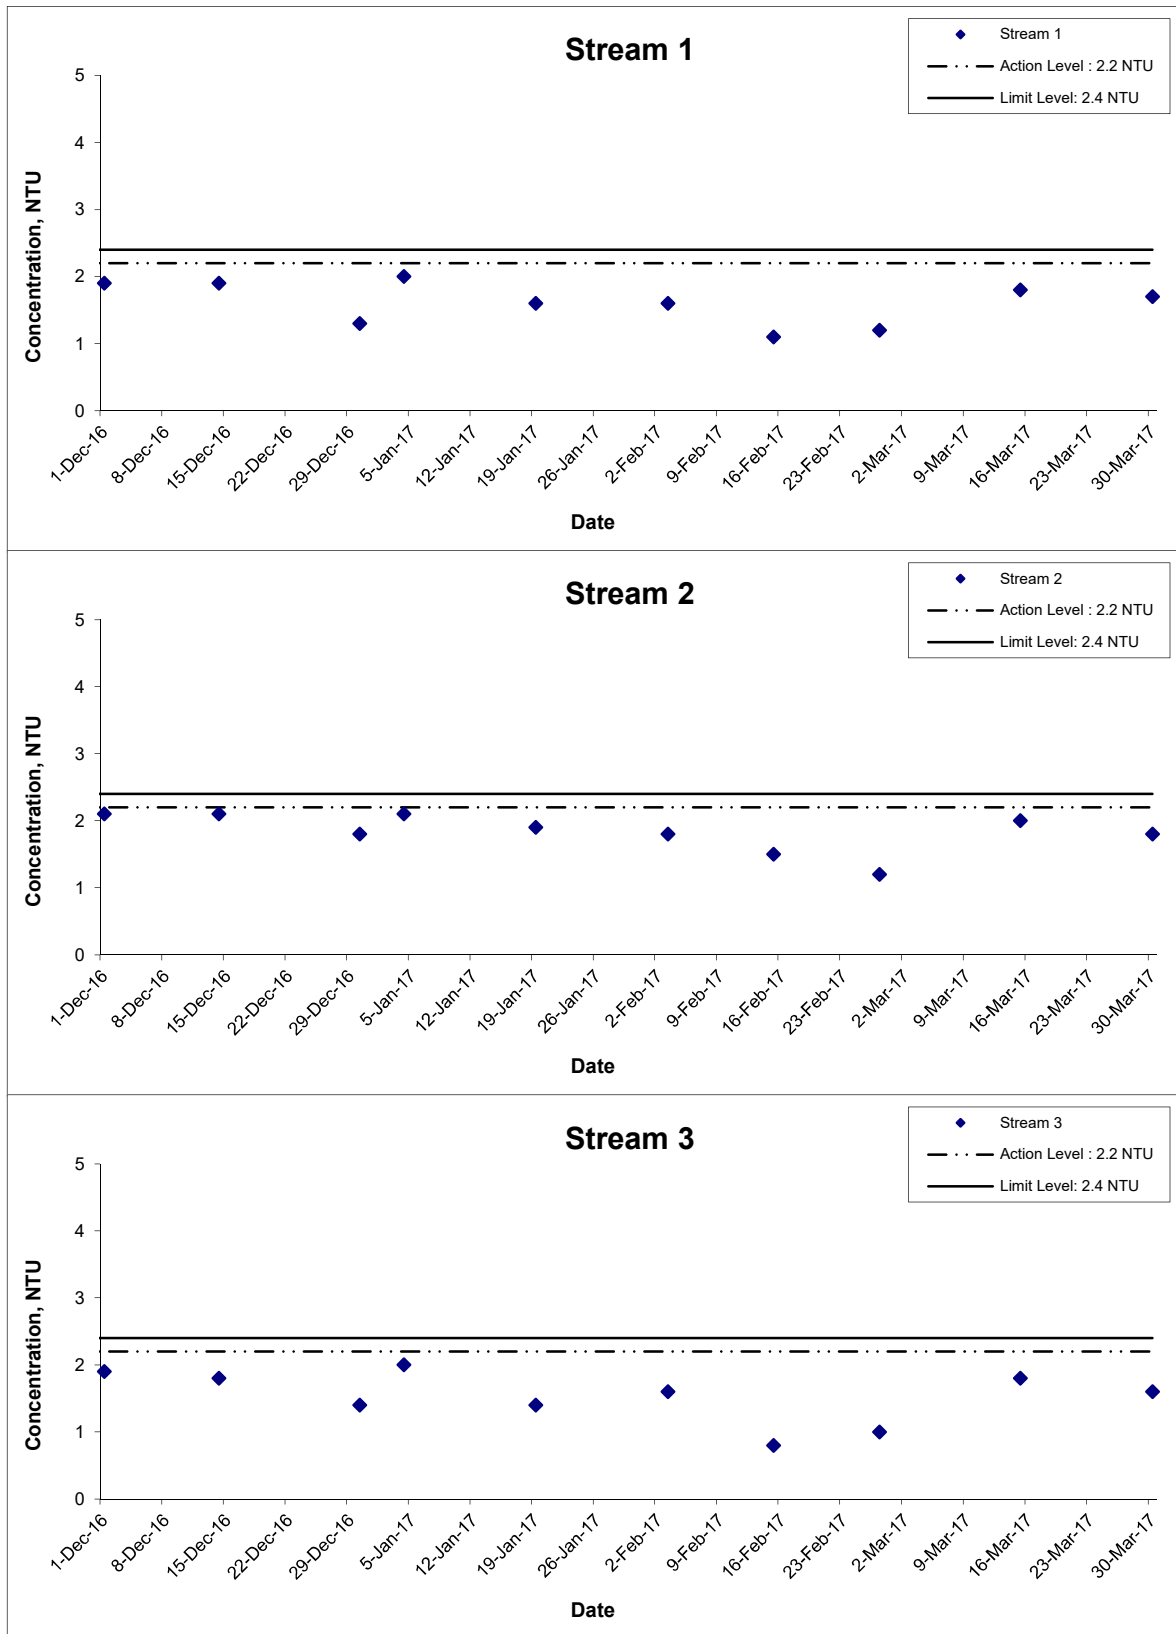 Stream 1
Stream 1
Action Level : 2.2 NTU
Limit Level: 2.4 NTU
Concentration, NTU
5
4
3
2
1
0
1-Dec-16
8-Dec-16
15-Dec-16
22-Dec-16
29-Dec-16
5-Jan-17
12-Jan-17
19-Jan-17
26-Jan-17
2-Feb-17
9-Feb-17
16-Feb-17
23-Feb-17
2-Mar-17
9-Mar-17
16-Mar-17
23-Mar-17
30-Mar-17
Date
Stream 2
Stream 2
Action Level : 2.2 NTU
Limit Level: 2.4 NTU
Concentration, NTU
5
4
3
2
1
0
1-Dec-16
8-Dec-16
15-Dec-16
22-Dec-16
29-Dec-16
5-Jan-17
12-Jan-17
19-Jan-17
26-Jan-17
2-Feb-17
9-Feb-17
16-Feb-17
23-Feb-17
2-Mar-17
9-Mar-17
16-Mar-17
23-Mar-17
30-Mar-17
Date
Stream 3
Stream 3
Action Level : 2.2 NTU
Limit Level: 2.4 NTU
Concentration, NTU
5
4
3
2
1
0
1-Dec-16
8-Dec-16
15-Dec-16
22-Dec-16
29-Dec-16
5-Jan-17
12-Jan-17
19-Jan-17
26-Jan-17
2-Feb-17
9-Feb-17
16-Feb-17
23-Feb-17
2-Mar-17
9-Mar-17
16-Mar-17
23-Mar-17
30-Mar-17
Date